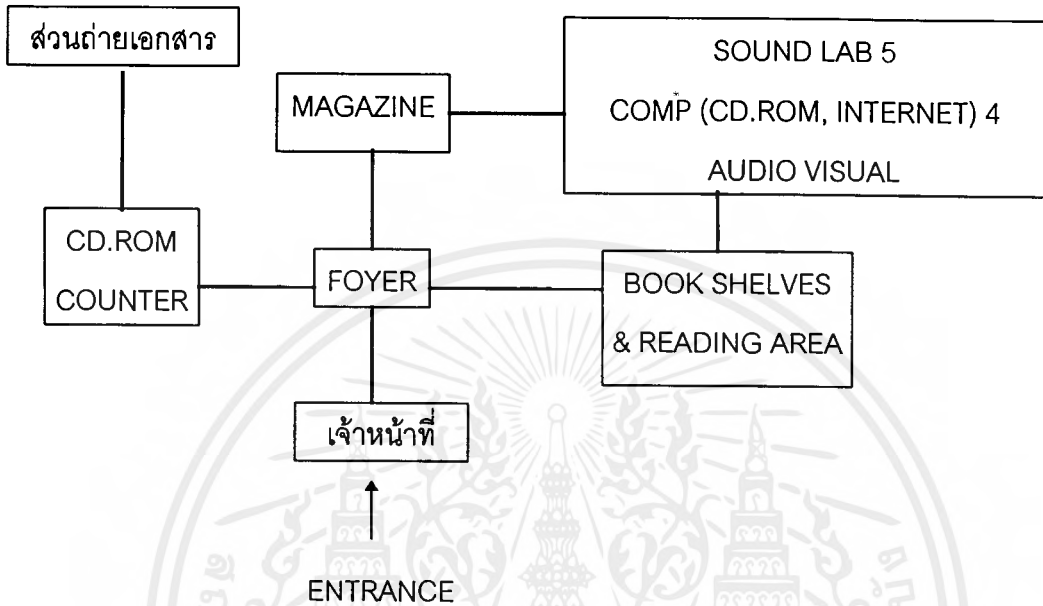 ส่วนถ่ายเอกสาร
MAGAZINE
SOUND LAB 5
COMP (CD.ROM, INTERNET) 4
AUDIO VISUAL
CD.ROM
COUNTER
FOYER
BOOK SHELVES
& READING AREA
เจ้าหน้าที่
ENTRANCE